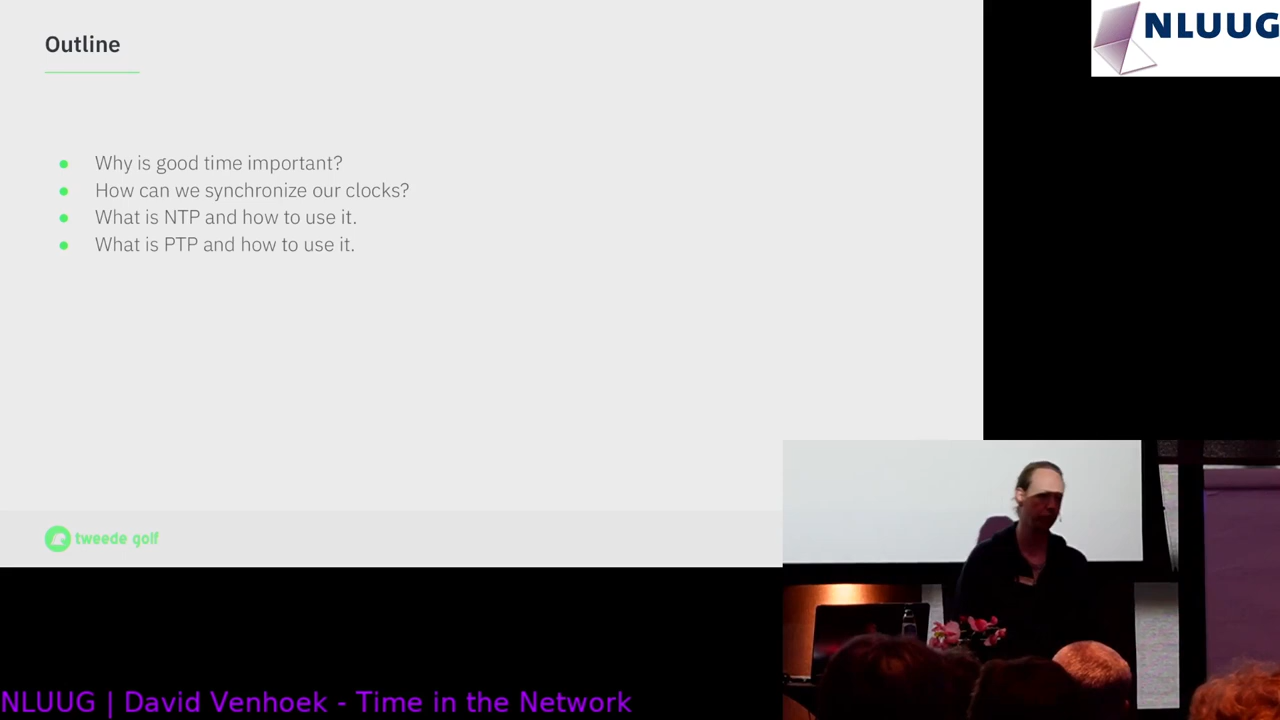 Outline
NLUUG
Why is good time important?
How can we synchronize our clocks?
What is NTP and how to use it.
What is PTP and how to use it.
tweede golf
NLUUG | David Venhoek - Time in the Network